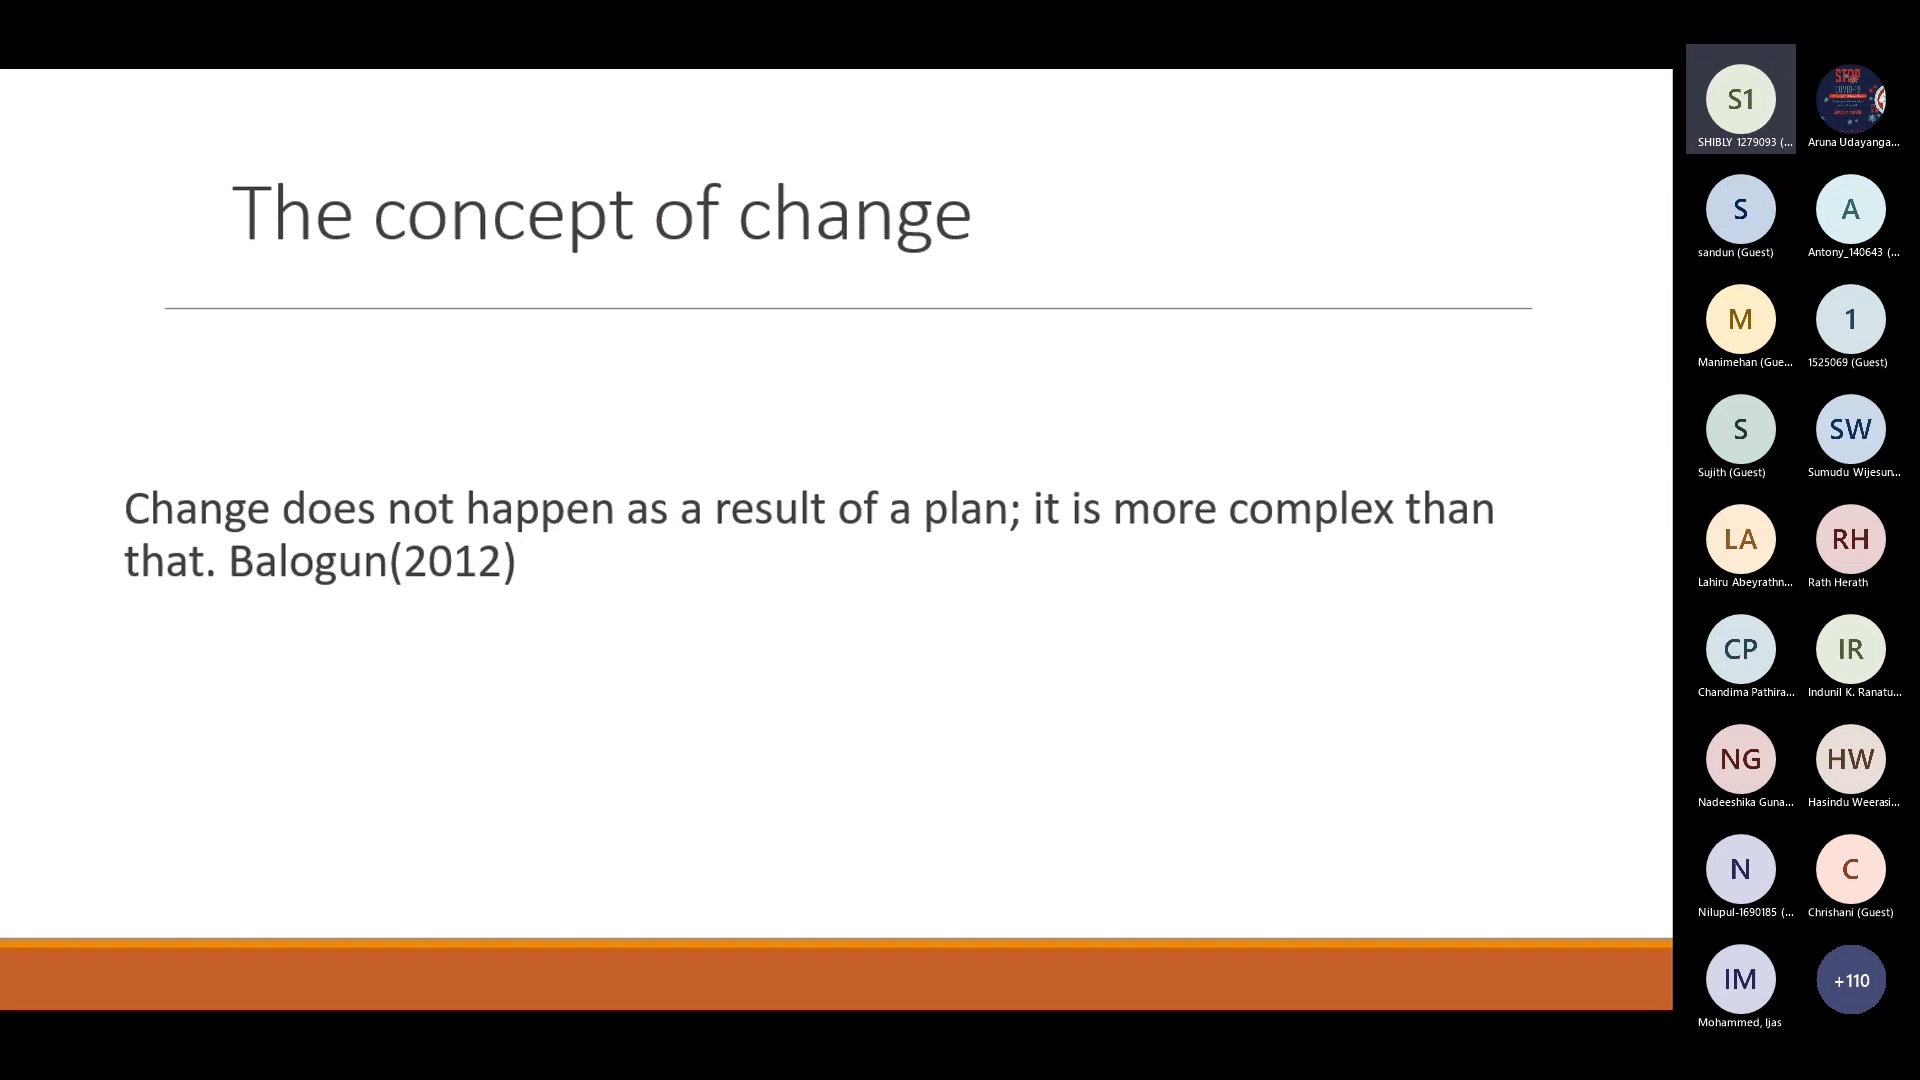 The concept of change
Change does not happen as a result of a plan; it is more complex than
that. Balogun(2012)
S1
SHIBLY 1279093 (...
STOP
COVID-19
Aruna Udayanga...
S
sandun (Guest)
A
Antony_140643 (...
M
Manimehan (Gue...
1
1525069 (Guest)
S
Sujith (Guest)
SW
Sumudu Wijesun...
LA
Lahiru Abeyrathn...
RH
Rath Herath
CP
Chandima Pathira...
IR
Indunil K. Ranatu...
NG
Nadeeshika Guna...
HW
Hasindu Weerasi...
N
Nilupul-1690185 (...
C
Chrishani (Guest)
IM
Mohammed, Ijas
+110